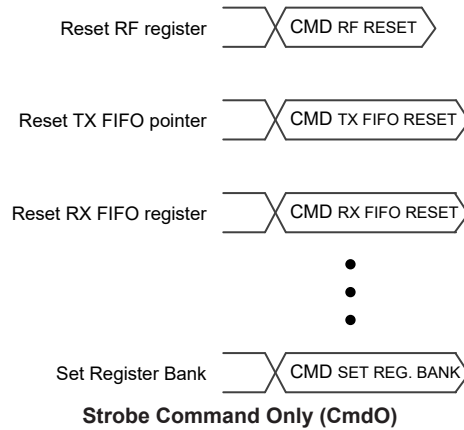 Reset RF register CMD RF RESET
Reset TX FIFO pointer CMD TX FIFO RESET
Reset RX FIFO register CMD RX FIFO RESET
Set Register Bank CMD SET REG. BANK
Strobe Command Only (CmdO)